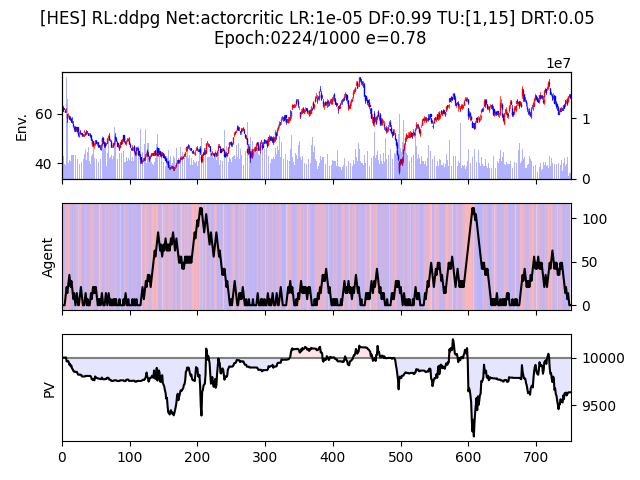 [HES] RL:ddpg Net:actorcritic LR:1e-05 DF:0.99 TU:[1,15] DRT:0.05
Epoch:0224/1000 e=0.78
1e7
Env.
60
40
1
0
Agent
100
50
0
PV
10000
9500
0 100 200 300 400 500 600 700